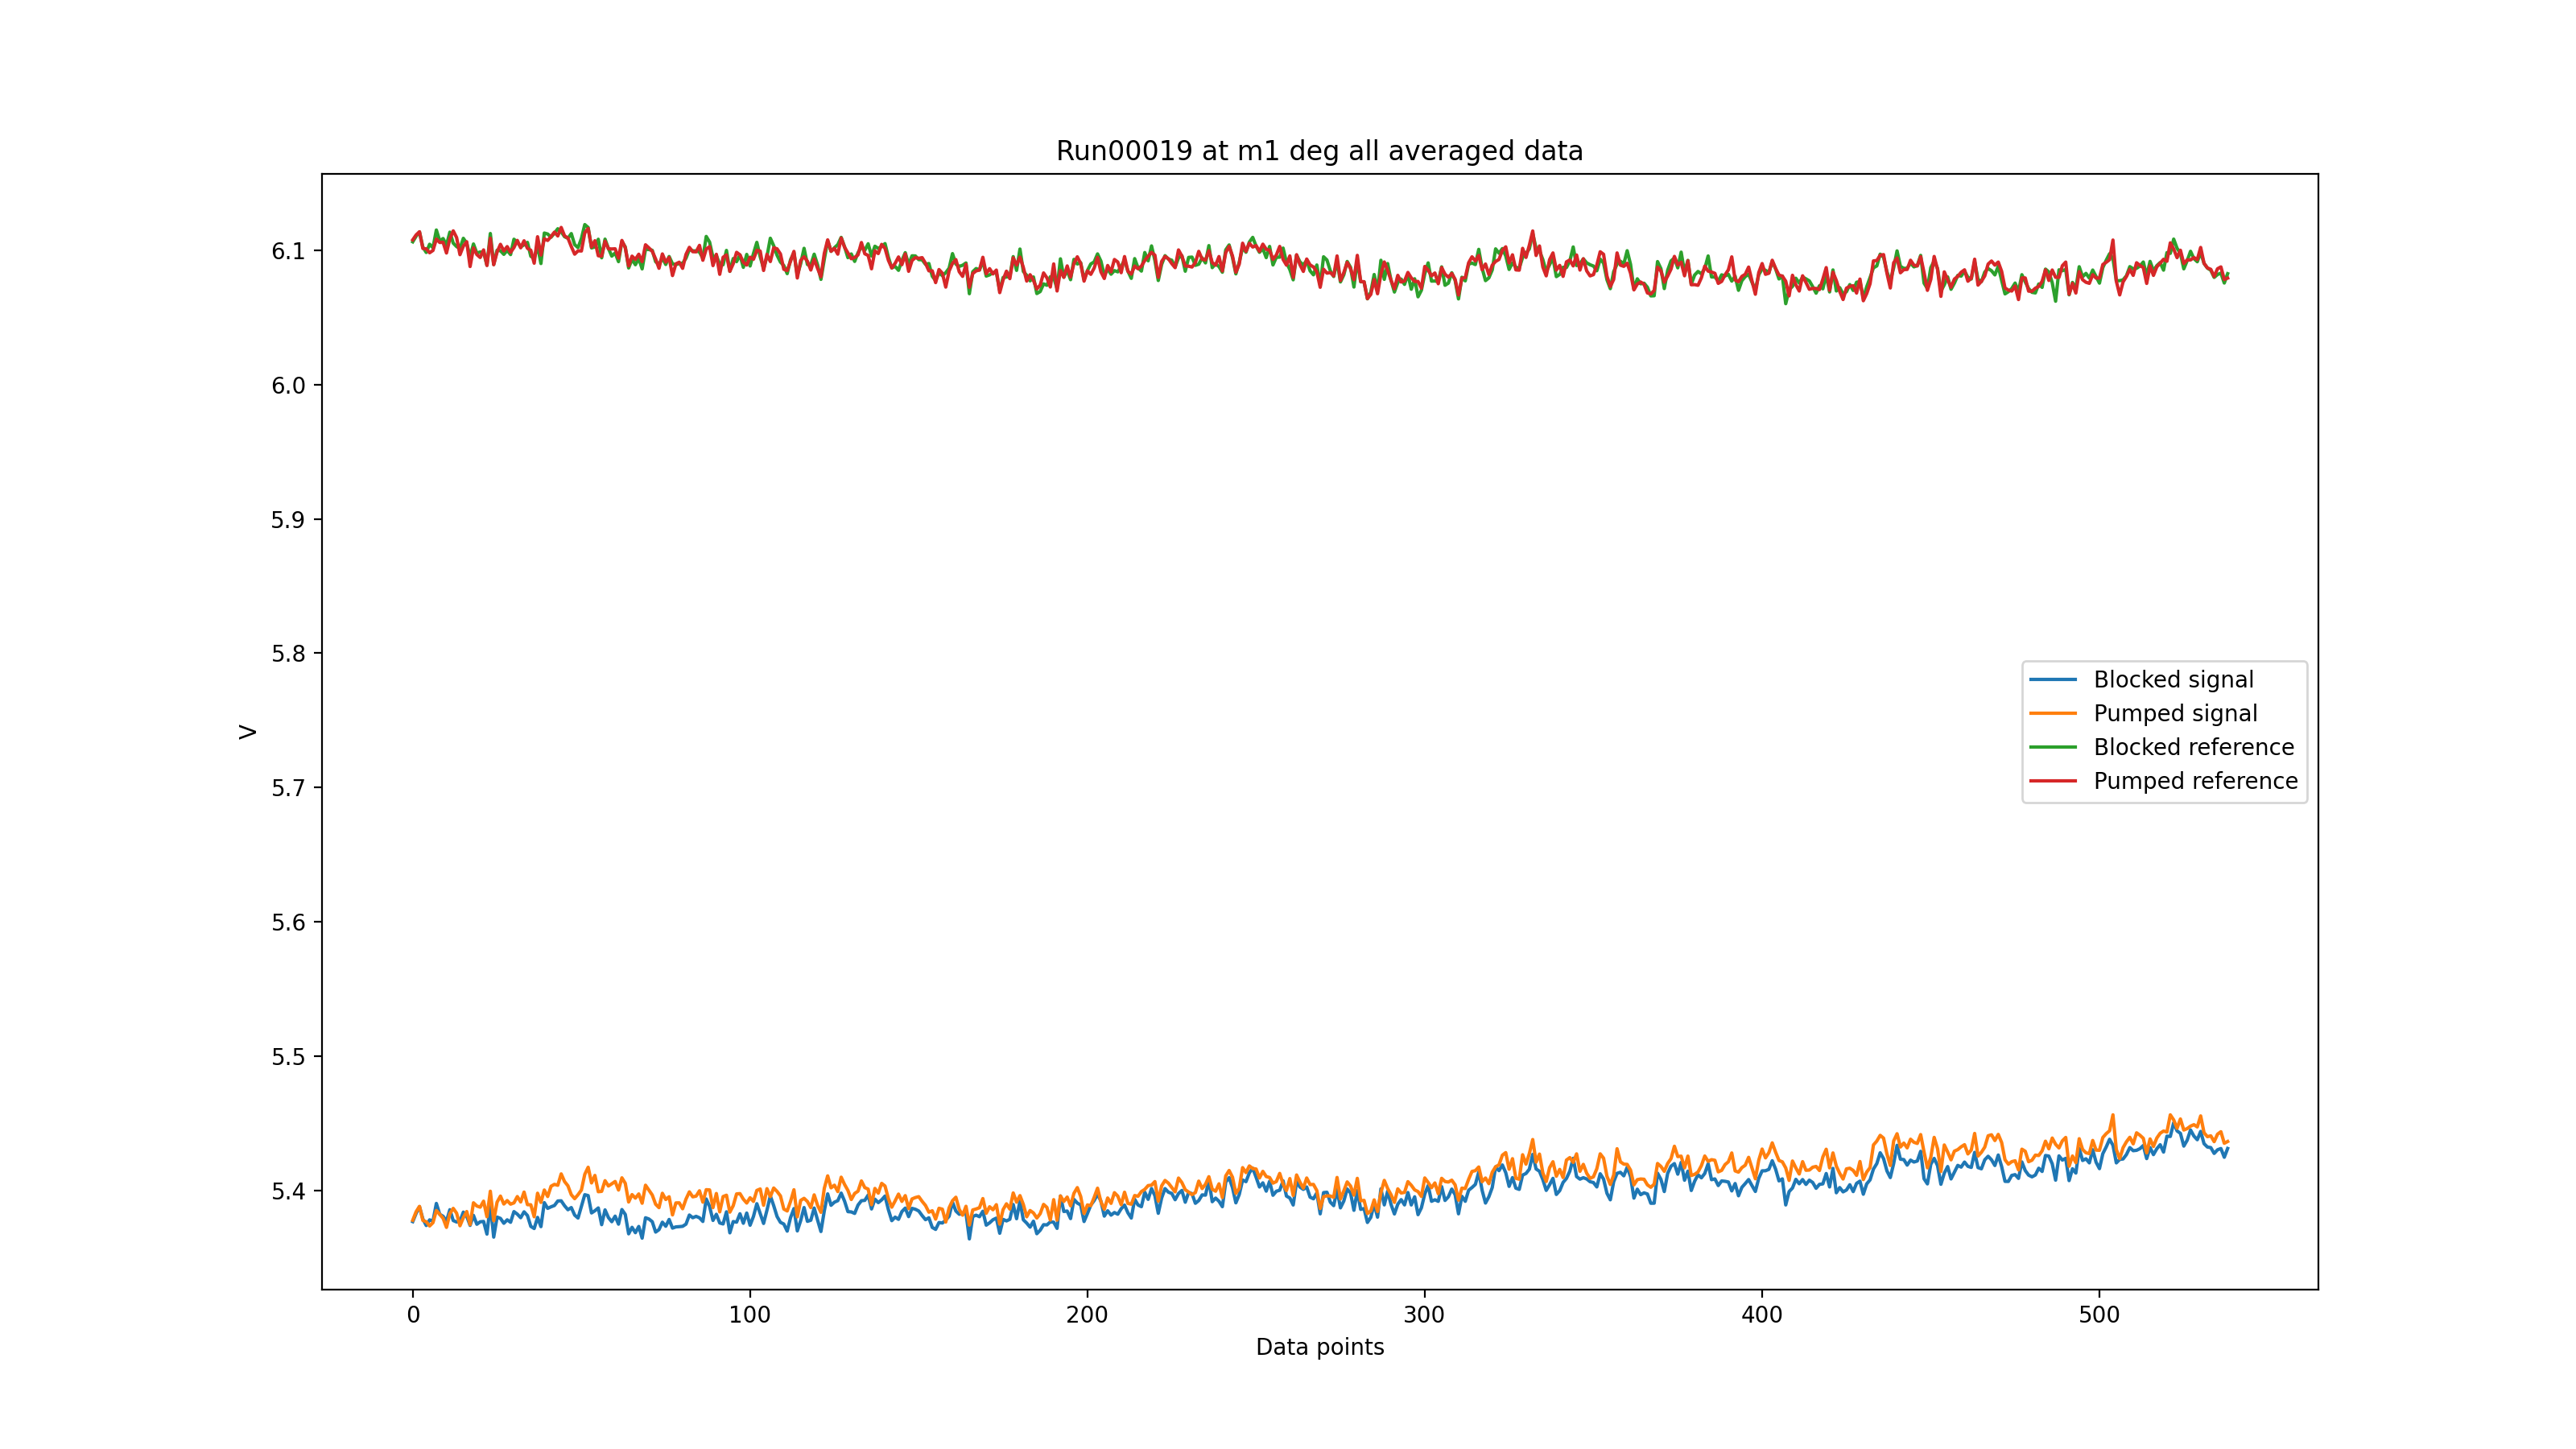 Run00019 at m1 deg all averaged data
6.1
6.0
5.9
5.8
5.7
5.6
5.5
5.4
V
Blocked signal
Pumped signal
Blocked reference
Pumped reference
0 100 200 300 400 500
Data points